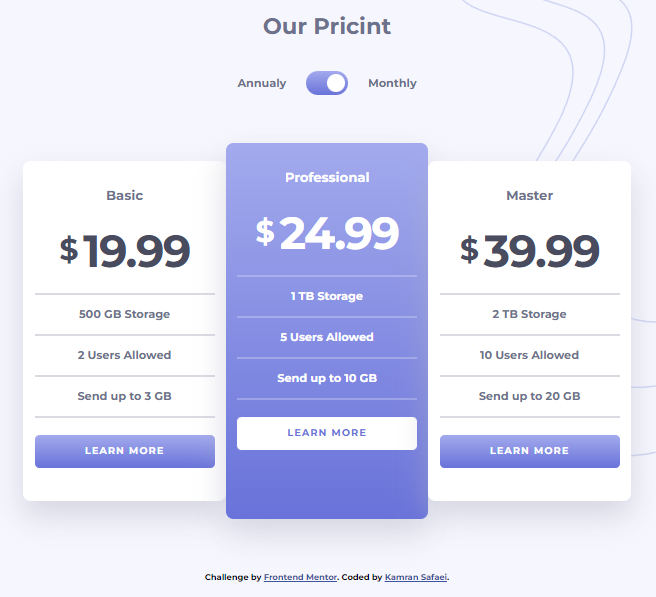 Our Pricint
Annualy Monthly
Basic
$ 19.99
500 GB Storage
2 Users Allowed
Send up to 3 GB
LEARN MORE
Professional
$ 24.99
1 TB Storage
5 Users Allowed
Send up to 10 GB
LEARN MORE
Master
$ 39.99
2 TB Storage
10 Users Allowed
Send up to 20 GB
LEARN MORE
Challenge by Frontend Mentor. Coded by Kamran Safaei.